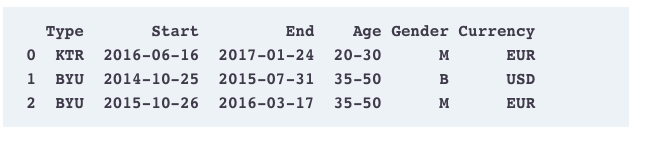 Type Start End Age Gender Currency
0 KTR 2016-06-16 2017-01-24 20-30 M EUR
1 BYU 2014-10-25 2015-07-31 35-50 B USD
2 BYU 2015-10-26 2016-03-17 35-50 M EUR